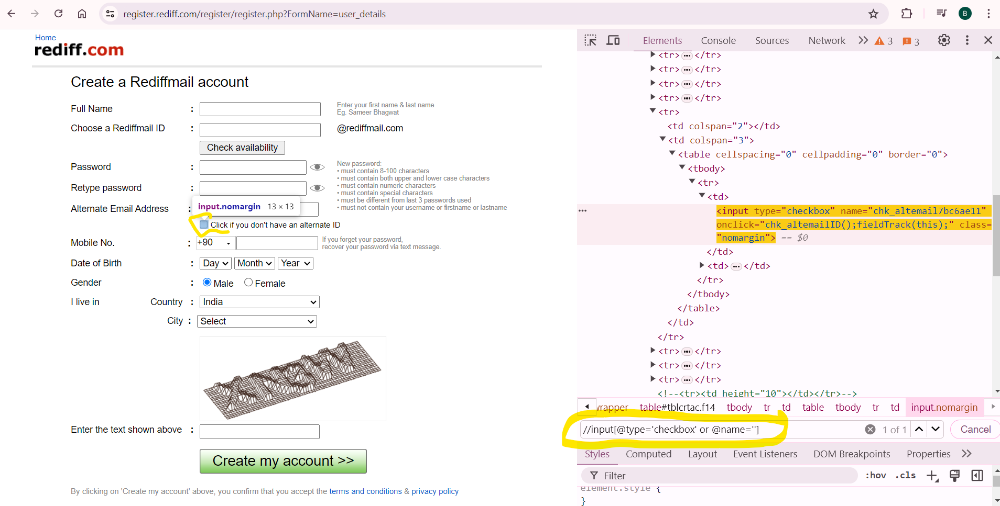 register.rediff.com/register/register.php?FormName=user_details
B
Home
rediff.com
Create a Rediffmail account
Full Name :
Enter your first name & last name
Eg. Sameer Bhagwat
Choose a Rediffmail ID : @rediffmail.com
Check availability
Password :
New password:
• must contain 8-100 characters
• must contain both upper and lower case characters
• must contain numeric characters
• must contain special characters
• must be different from last 3 passwords used
• must not contain your username or firstname or lastname
Retype password :
input.nomargin 13 × 13
Alternate Email Address :
Click if you don't have an alternate ID
Mobile No. : +90
If you forget your password,
recover your password via text message.
Date of Birth : Day Month Year
Gender : Male Female
I live in Country : India
City : Select
Enter the text shown above :
Create my account >>
By clicking on 'Create my account' above, you confirm that you accept the terms and conditions & privacy policy
Elements Console Sources Network 3 3
<tr> ... </tr>
<tr> ... </tr>
<tr> ... </tr>
<tr> ... </tr>
<tr>
<td colspan="2"></td>
<td colspan="3">
<table cellspacing="0" cellpadding="0" border="0">
<tbody>
<tr>
<td>
<input type="checkbox" name="chk_altemail7bc6ae11"
onclick="chk_altemailID();fieldTrack(this);" class=
"nomargin"> == $0
</td>
<td> ... </td>
</tr>
</tbody>
</table>
</td>
</tr>
<tr> ... </tr>
<tr> ... </tr>
<tr> ... </tr>
<!--<tr><td height="10"></td></tr>-->
wrapper table#tblcrtac.f14 tbody tr td table tbody tr td input.nomargin
//input[@type='checkbox' or @name='']
1 of 1
Cancel
Styles Computed Layout Event Listeners DOM Breakpoints Properties
Filter
:hov .cls
element.style {
}